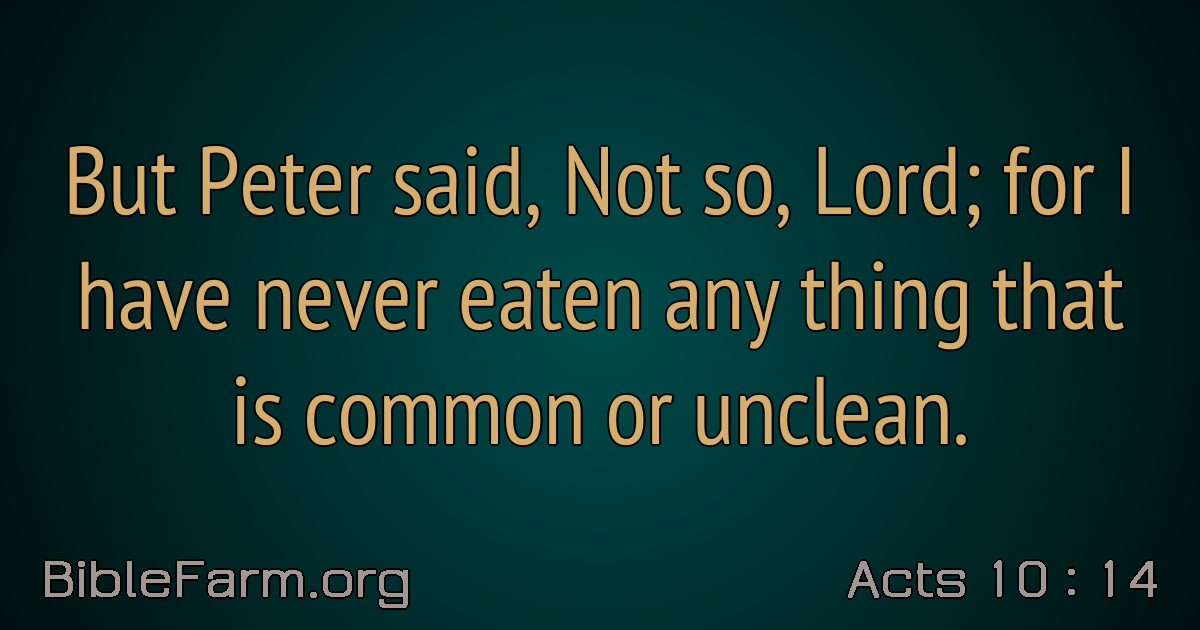 But Peter said, Not so, Lord; for I
have never eaten any thing that
is common or unclean.
BibleFarm.org
Acts 10 : 14